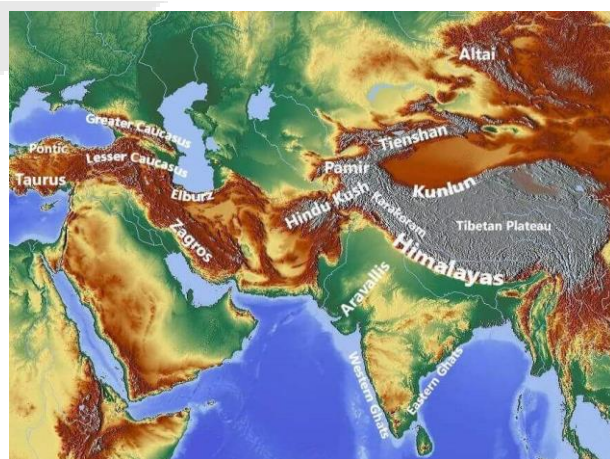 Altai
Greater Caucasus
Tienshan
Pontic
Lesser Caucasus
Pamir
Taurus
Elburz
Kunlun
Hindu Kush
Karakoram
Zagros
Tibetan Plateau
Himalayas
Aravallis
Western Ghats
Eastern Ghats